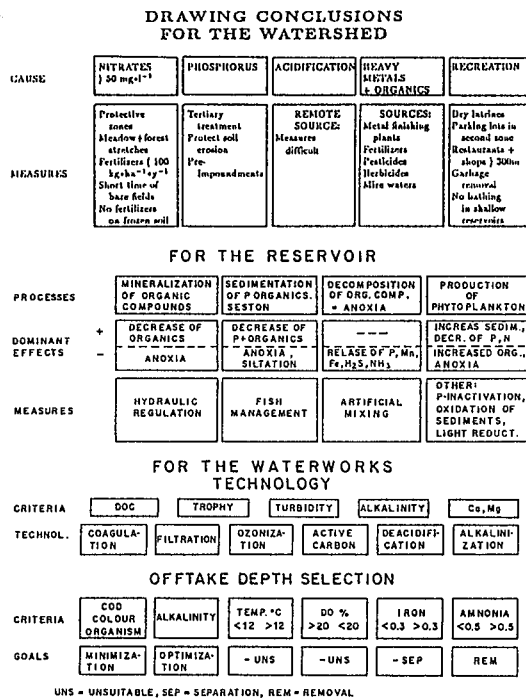 DRAWING CONCLUSIONS
FOR THE WATERSHED
CAUSE
NITRATES
} 50 mg·l⁻¹
PHOSPHORUS
ACIDIFICATION
HEAVY
METALS
+ ORGANICS
RECREATION
MEASURES
Protective
zones
Meadow+forest
stretches
Fertilizers { 100
kg·ha⁻¹·y⁻¹
Short time of
bare fields
No fertilizers
on frozen soil
Tertiary
treatment
Protect soil
erosion
Pre-
Impoundments
REMOTE
SOURCE:
Measures
difficult
SOURCES:
Metal finishing
plants
Fertilizers
Pesticides
Herbicides
Mire waters
Dry latrines
Parking lots in
second zone
Restaurants +
shops } 300m
Garbage
removal
No bathing
in shallow
reservoirs
FOR THE RESERVOIR
PROCESSES
MINERALIZATION
OF ORGANIC
COMPOUNDS
SEDIMENTATION
OF P ORGANICS.
SESTON
DECOMPOSITION
OF ORG. COMP.
= ANOXIA
PRODUCTION
OF
PHYTOPLANKTON
DOMINANT
EFFECTS
+
DECREASE OF
ORGANICS
DECREASE OF
P+ORGANICS
---
INCREAS SEDIM.,
DECR. OF P,N
-
ANOXIA
ANOXIA,
SILTATION
RELASE OF P,Mn,
Fe,H₂S,NH₃
INCREASED ORG.,
ANOXIA
MEASURES
HYDRAULIC
REGULATION
FISH
MANAGEMENT
ARTIFICIAL
MIXING
OTHER:
P-INACTIVATION,
OXIDATION OF
SEDIMENTS,
LIGHT REDUCT.
FOR THE WATERWORKS
TECHNOLOGY
CRITERIA
DOC
TROPHY
TURBIDITY
ALKALINITY
Ca,Mg
TECHNOL.
COAGULA-
TION
FILTRATION
OZONIZA-
TION
ACTIVE
CARBON
DEACIDIFI-
CATION
ALKALINI-
ZATION
OFFTAKE DEPTH SELECTION
CRITERIA
COD
COLOUR
ORGANISM
ALKALINITY
TEMP. °C
<12 >12
DO %
>20 <20
IRON
<0.3 >0.3
AMNONIA
<0.5 >0.5
GOALS
MINIMIZA-
TION
OPTIMIZA-
TION
- UNS
- UNS
- SEP
REM
UNS = UNSUITABLE, SEP = SEPARATION, REM = REMOVAL